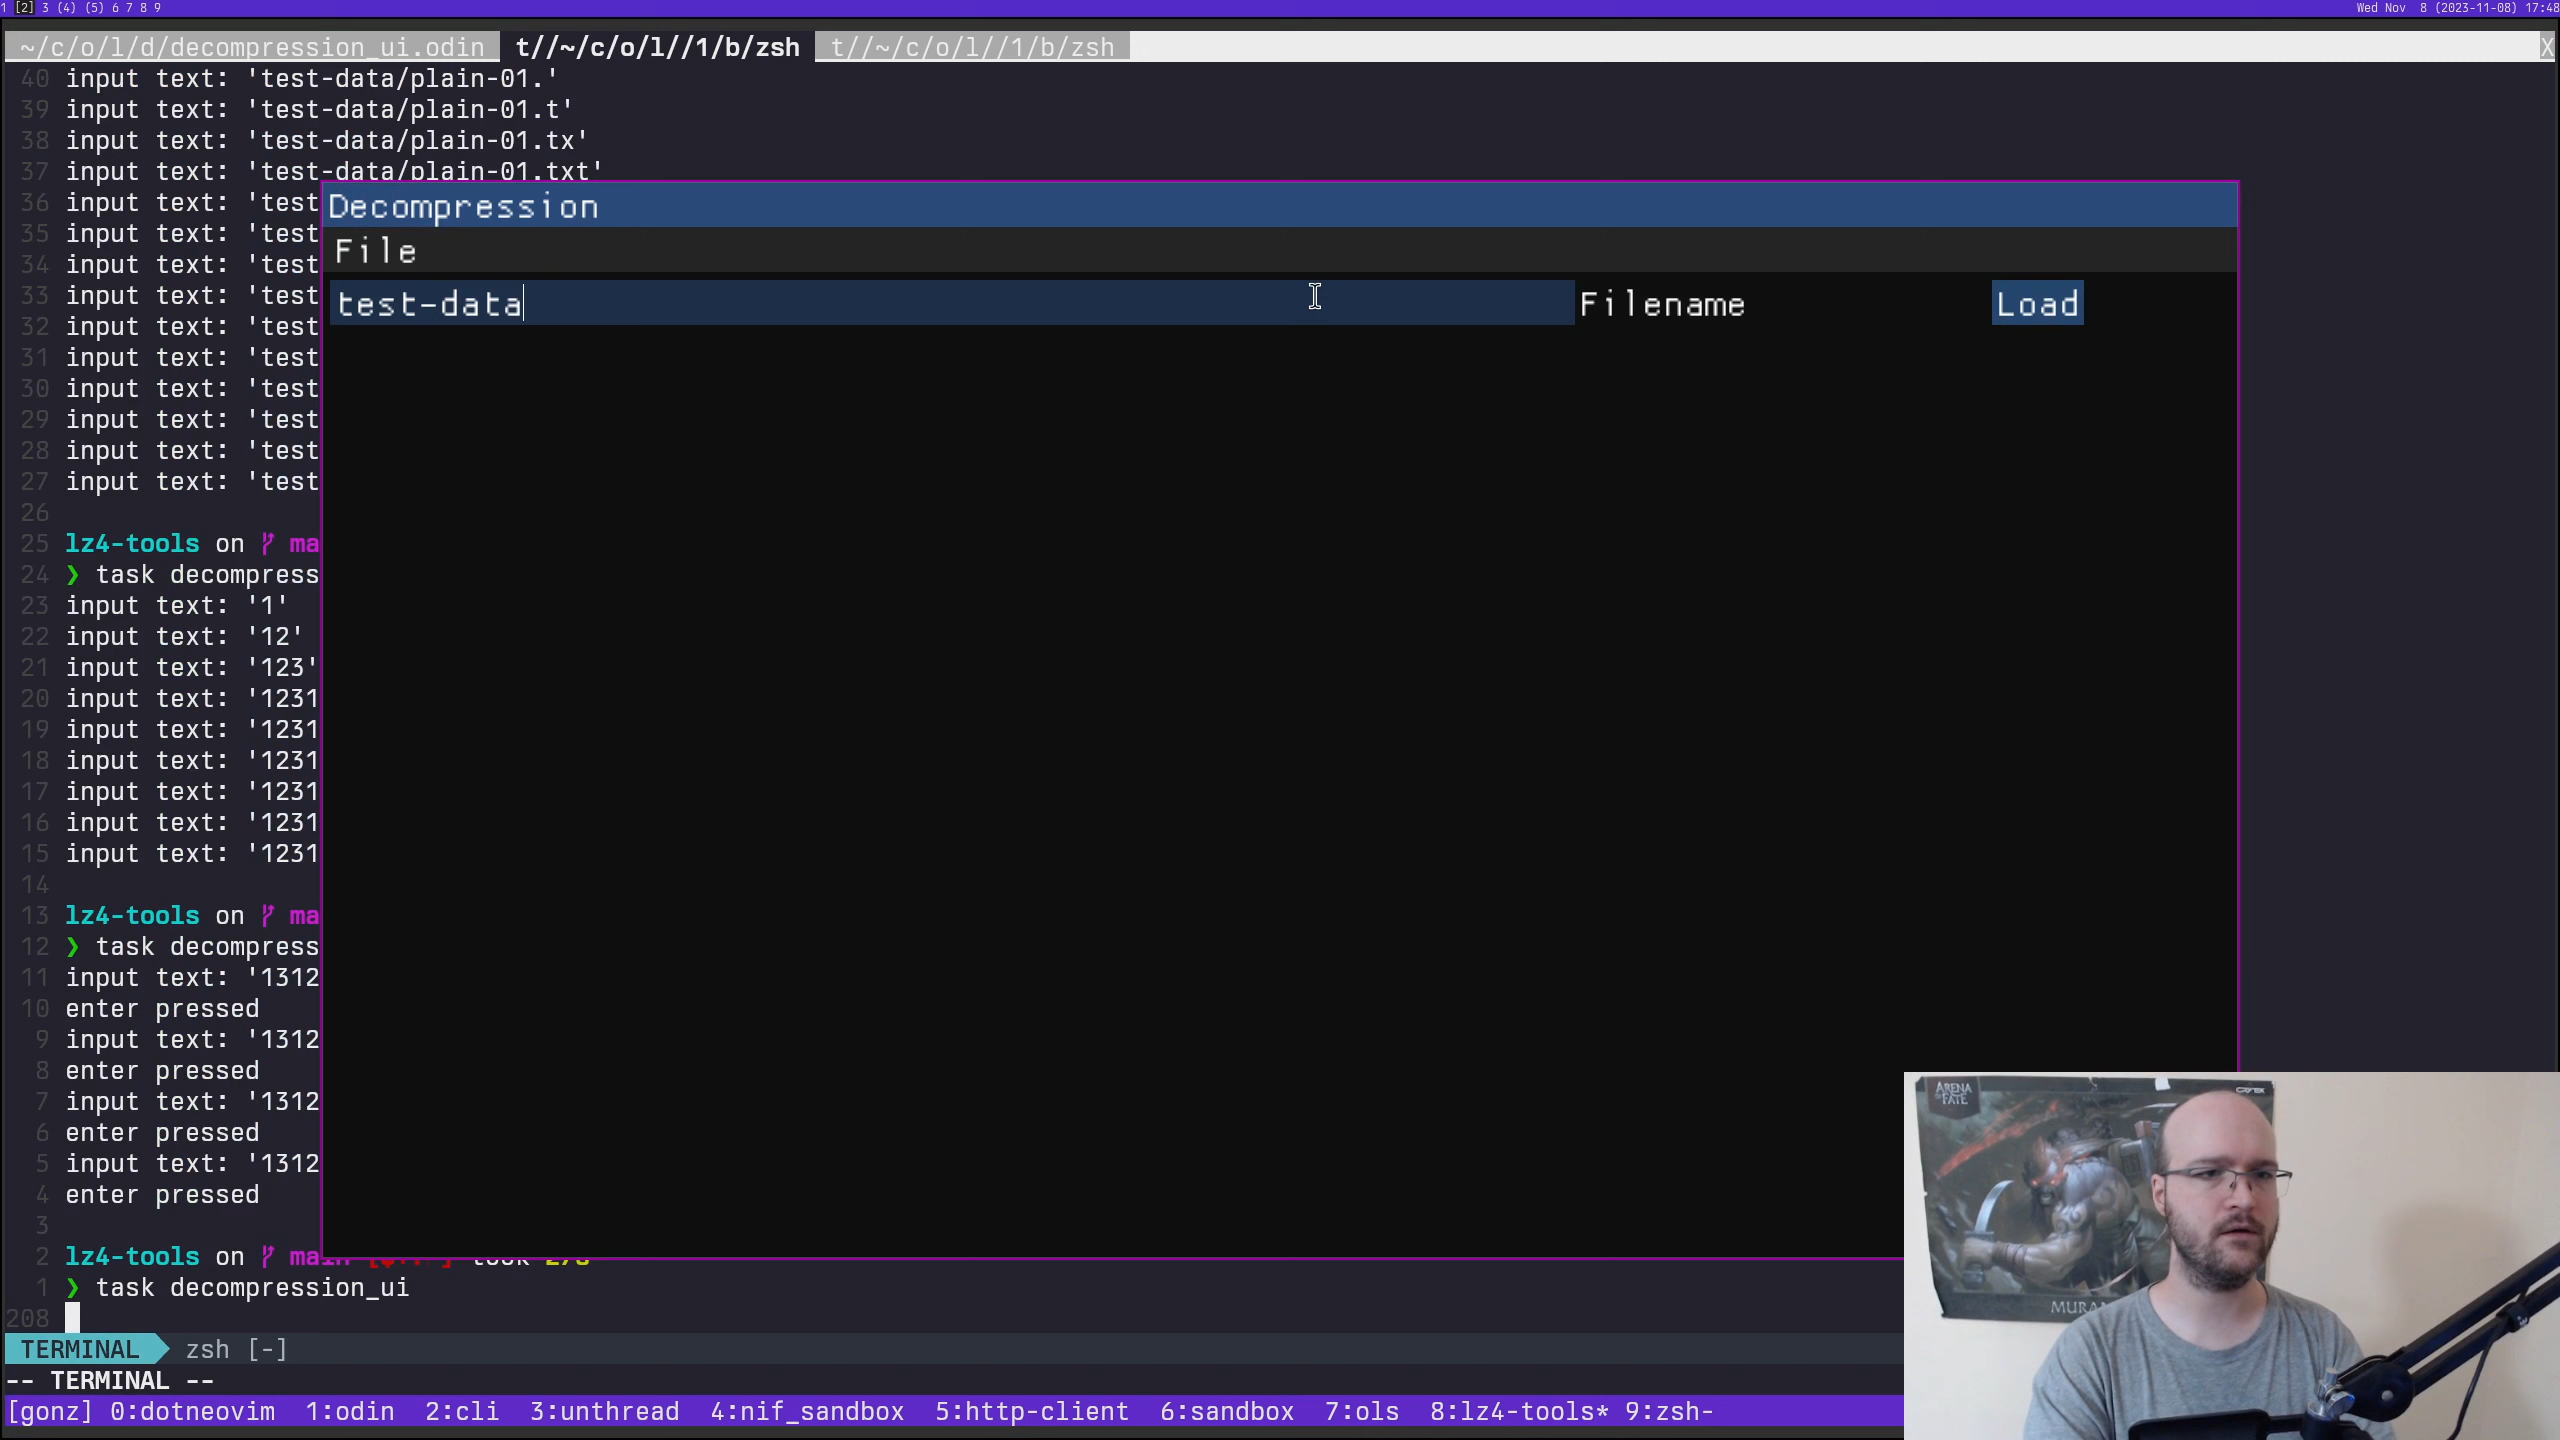 1 [2] 3 (4) (5) 6 7 8 9 Wed Nov 8 (2023-11-08) 17:48
~/c/o/l/d/decompression_ui.odin t//~/c/o/l//1/b/zsh t//~/c/o/l//1/b/zsh X
40 input text: 'test-data/plain-01.'
39 input text: 'test-data/plain-01.t'
38 input text: 'test-data/plain-01.tx'
37 input text: 'test-data/plain-01.txt'
36 input text: 'test
35 input text: 'test
34 input text: 'test
33 input text: 'test
32 input text: 'test
31 input text: 'test
30 input text: 'test
29 input text: 'test
28 input text: 'test
27 input text: 'test
26
25 lz4-tools on ma
24 ❯ task decompress
23 input text: '1'
22 input text: '12'
21 input text: '123'
20 input text: '1231
19 input text: '1231
18 input text: '1231
17 input text: '1231
16 input text: '1231
15 input text: '1231
14
13 lz4-tools on ma
12 ❯ task decompress
11 input text: '1312
10 enter pressed
9 input text: '1312
8 enter pressed
7 input text: '1312
6 enter pressed
5 input text: '1312
4 enter pressed
3
2 lz4-tools on main
1 ❯ task decompression_ui
208
Decompression
File
test-data Filename Load
TERMINAL zsh [-]
-- TERMINAL --
[gonz] 0:dotneovim 1:odin 2:cli 3:unthread 4:nif_sandbox 5:http-client 6:sandbox 7:ols 8:lz4-tools* 9:zsh-
ARENA
OF FATE
MURA